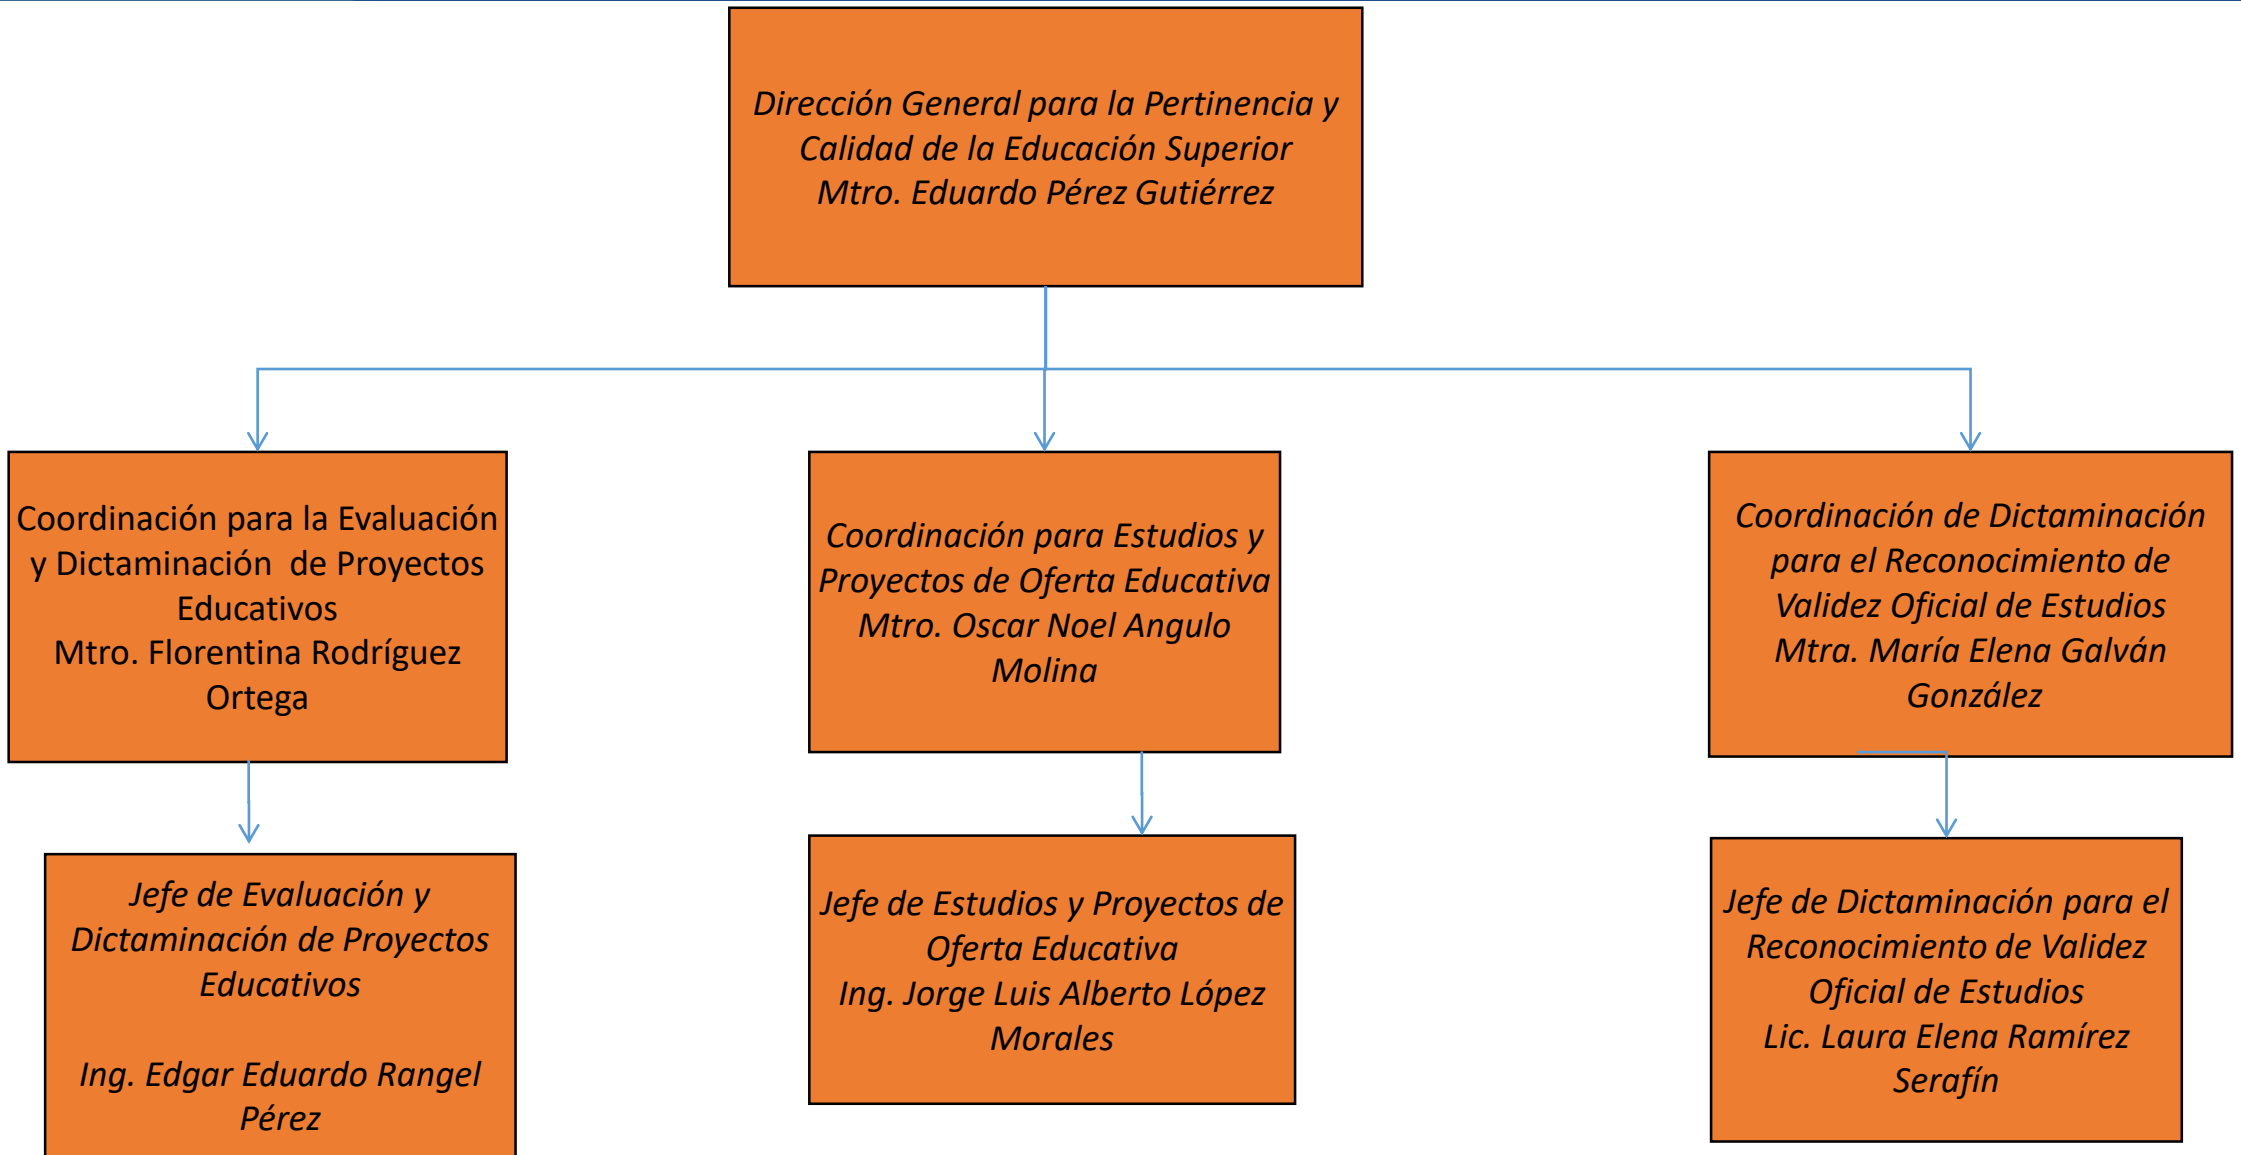 Dirección General para la Pertinencia y
Calidad de la Educación Superior
Mtro. Eduardo Pérez Gutiérrez
Coordinación para la Evaluación
y Dictaminación  de Proyectos
Educativos
Mtro. Florentina Rodríguez
Ortega
Coordinación para Estudios y
Proyectos de Oferta Educativa
Mtro. Oscar Noel Angulo
Molina
Coordinación de Dictaminación
para el Reconocimiento de
Validez Oficial de Estudios
Mtra. María Elena Galván
González
Jefe de Evaluación y
Dictaminación de Proyectos
Educativos
Ing. Edgar Eduardo Rangel
Pérez
Jefe de Estudios y Proyectos de
Oferta Educativa
Ing. Jorge Luis Alberto López
Morales
Jefe de Dictaminación para el
Reconocimiento de Validez
Oficial de Estudios
Lic. Laura Elena Ramírez
Serafín